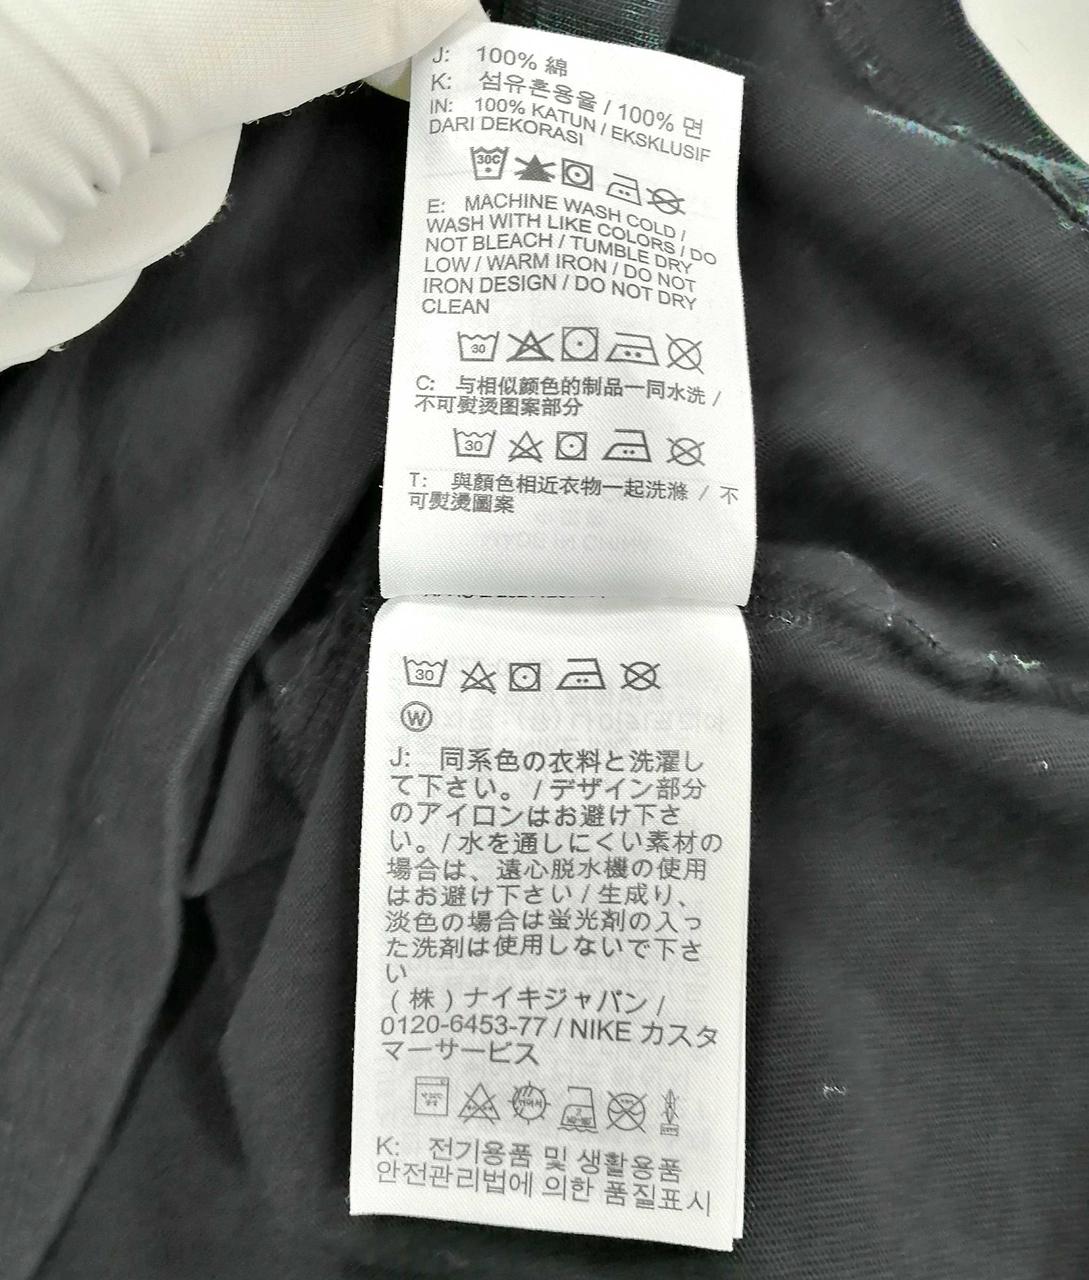 J: 100% 綿
K: 섬유혼용율 / 100% 면
IN: 100% KATUN / EKSKLUSIF
DARI DEKORASI
30C
E: MACHINE WASH COLD /
WASH WITH LIKE COLORS / DO
NOT BLEACH / TUMBLE DRY
LOW / WARM IRON / DO NOT
IRON DESIGN / DO NOT DRY
CLEAN
30
C: 与相似颜色的制品一同水洗 /
不可熨烫图案部分
30
T: 與顏色相近衣物一起洗滌 / 不
可熨燙圖案
30
W
J: 同系色の衣料と洗濯し
て下さい。 / デザイン部分
のアイロンはお避け下さ
い。/ 水を通しにくい素材の
場合は、遠心脱水機の使用
はお避け下さい / 生成り、
淡色の場合は蛍光剤の入っ
た洗剤は使用しないで下さ
い
（株）ナイキジャパン /
0120-6453-77 / NIKE カスタ
マーサービス
K: 전기용품 및 생활용품
안전관리법에 의한 품질표시